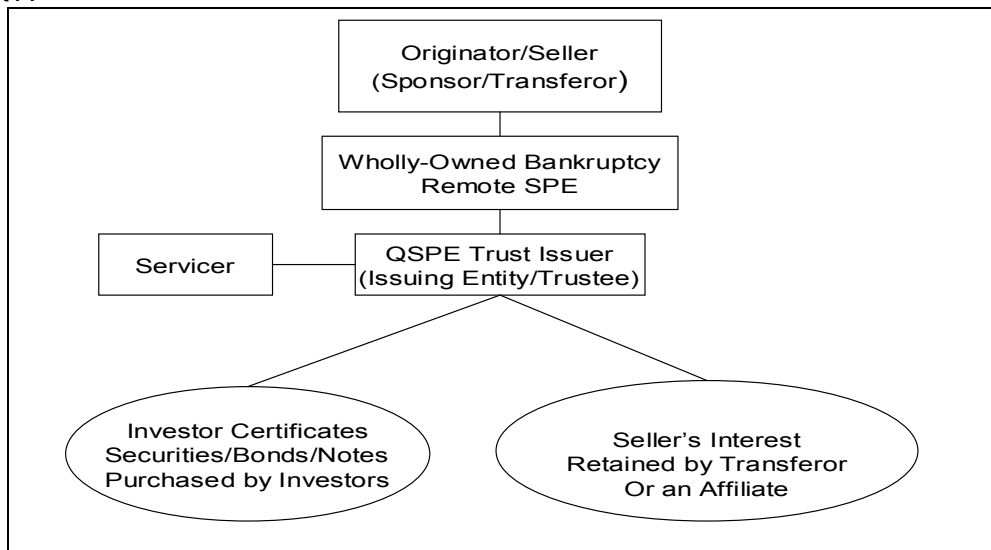 Originator/Seller
(Sponsor/Transferor)
Wholly-Owned Bankruptcy
Remote SPE
Servicer
QSPE Trust Issuer
(Issuing Entity/Trustee)
Investor Certificates
Securities/Bonds/Notes
Purchased by Investors
Seller's Interest
Retained by Transferor
Or an Affiliate